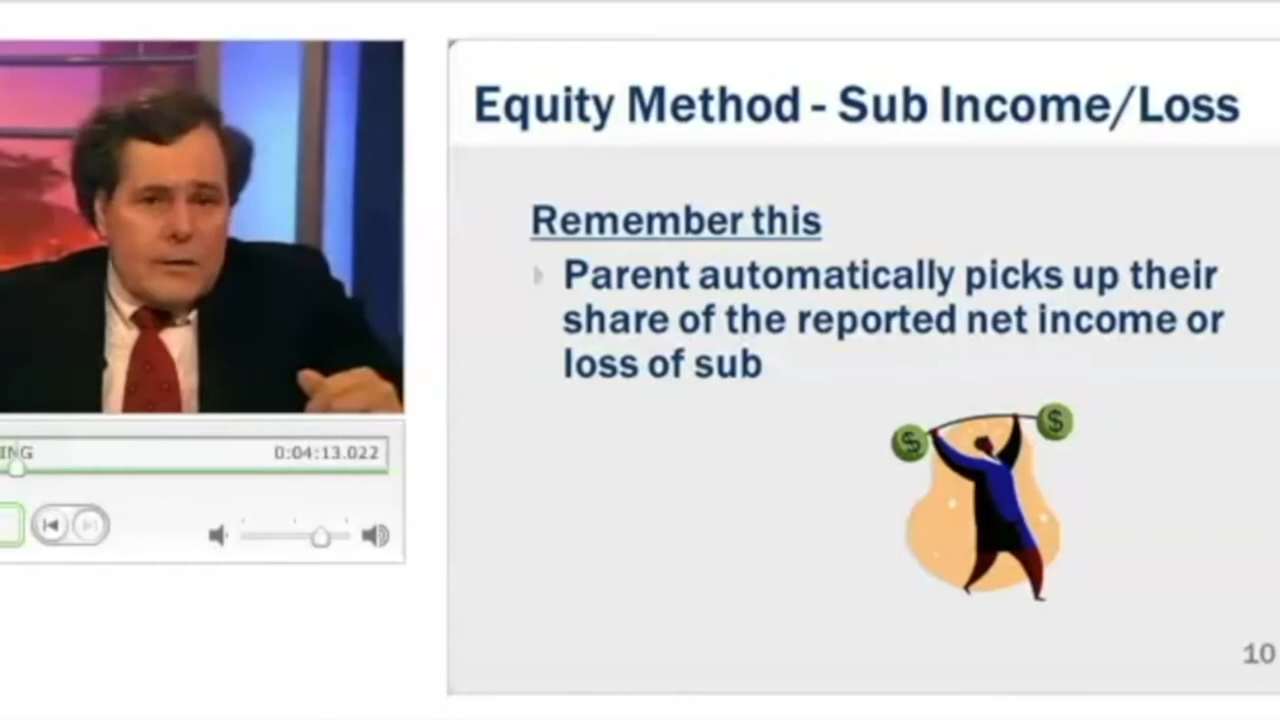 Equity Method - Sub Income/Loss
Remember this
Parent automatically picks up their
share of the reported net income or
loss of sub
$ $
ING 0:04:13.022
10